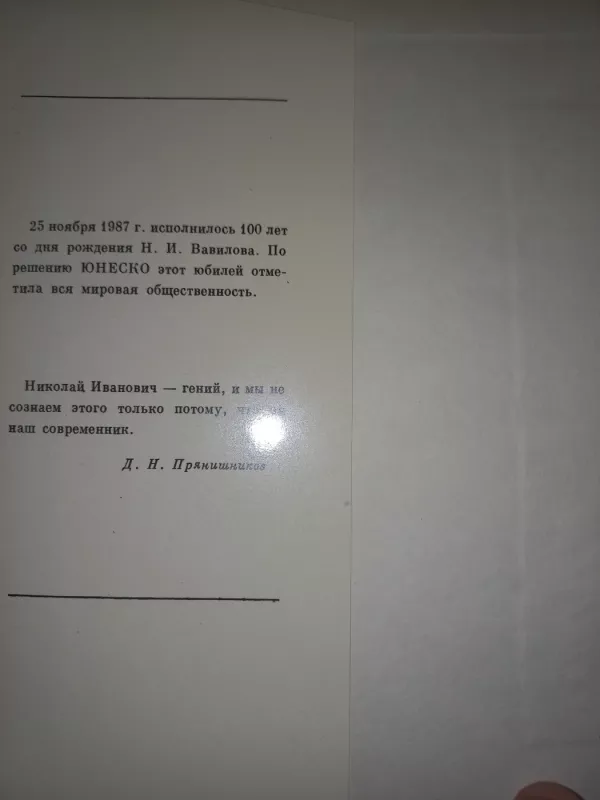 25 ноября 1987 г. исполнилось 100 лет
со дня рождения Н. И. Вавилова. По
решению ЮНЕСКО этот юбилей отме-
тила вся мировая общественность.
Николай Иванович — гений, и мы не
сознаем этого только потому,
наш современник.
Д. Н. Прянишников